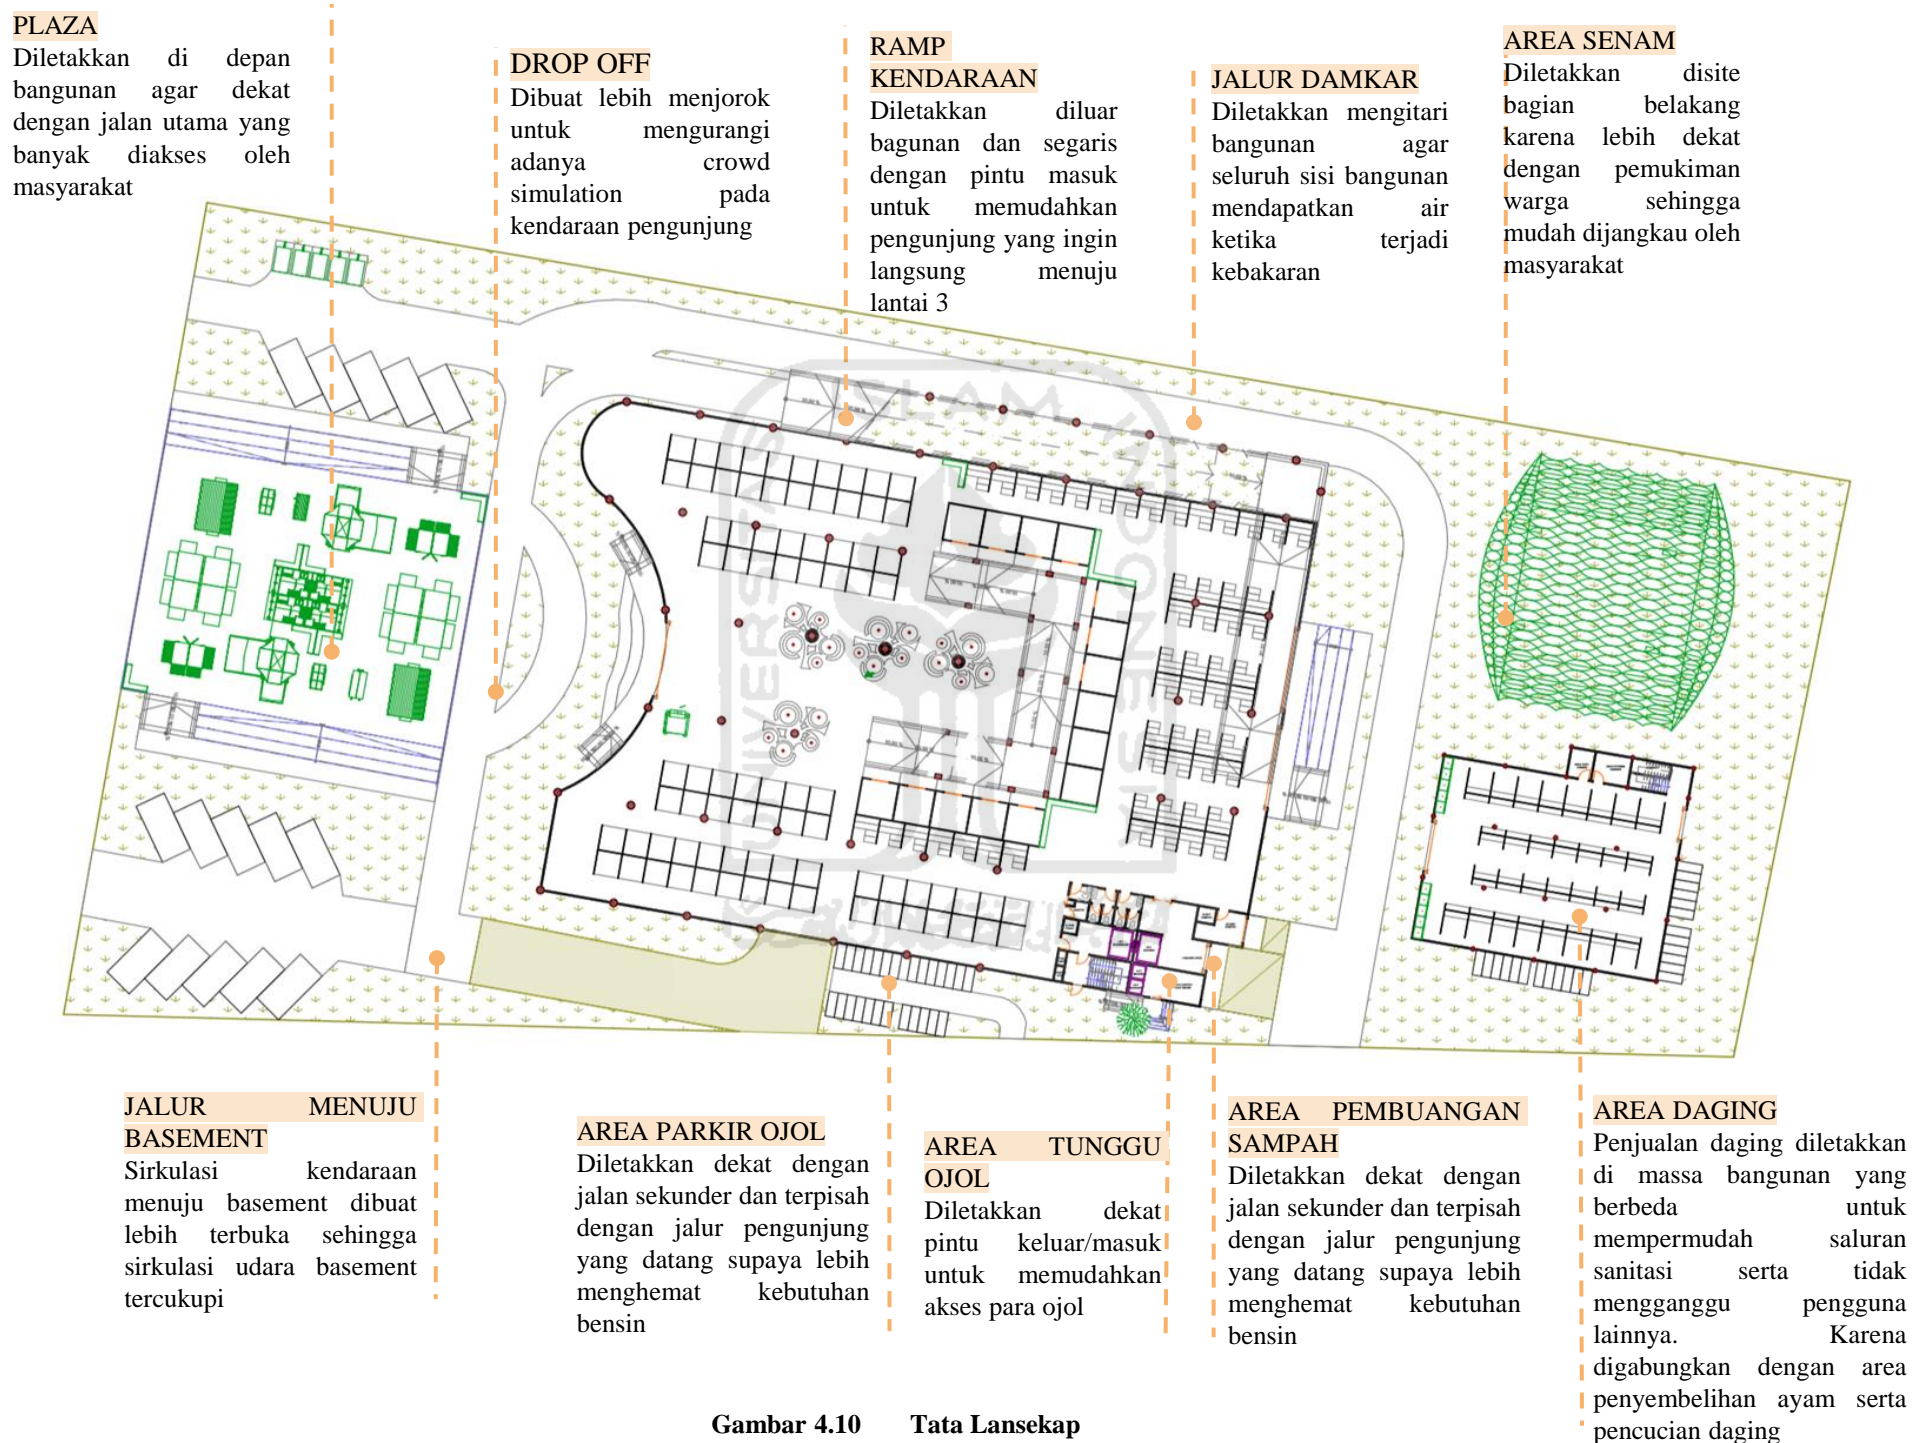 PLAZA
Diletakkan di depan
bangunan agar dekat
dengan jalan utama yang
banyak diakses oleh
masyarakat
DROP OFF
Dibuat lebih menjorok
untuk mengurangi
adanya crowd
simulation pada
kendaraan pengunjung
RAMP
KENDARAAN
Diletakkan diluar
bagunan dan segaris
dengan pintu masuk
untuk memudahkan
pengunjung yang ingin
langsung menuju
lantai 3
JALUR DAMKAR
Diletakkan mengitari
bangunan agar
seluruh sisi bangunan
mendapatkan air
ketika terjadi
kebakaran
AREA SENAM
Diletakkan disite
bagian belakang
karena lebih dekat
dengan pemukiman
warga sehingga
mudah dijangkau oleh
masyarakat
UNIVERSITAS
ISLAM
INDONESIA
JALUR MENUJU
BASEMENT
Sirkulasi kendaraan
menuju basement dibuat
lebih terbuka sehingga
sirkulasi udara basement
tercukupi
AREA PARKIR OJOL
Diletakkan dekat dengan
jalan sekunder dan terpisah
dengan jalur pengunjung
yang datang supaya lebih
menghemat kebutuhan
bensin
AREA TUNGGU
OJOL
Diletakkan dekat
pintu keluar/masuk
untuk memudahkan
akses para ojol
AREA PEMBUANGAN
SAMPAH
Diletakkan dekat dengan
jalan sekunder dan terpisah
dengan jalur pengunjung
yang datang supaya lebih
menghemat kebutuhan
bensin
AREA DAGING
Penjualan daging diletakkan
di massa bangunan yang
berbeda untuk
mempermudah saluran
sanitasi serta tidak
mengganggu pengguna
lainnya. Karena
digabungkan dengan area
penyembelihan ayam serta
pencucian daging
Gambar 4.10 Tata Lansekap